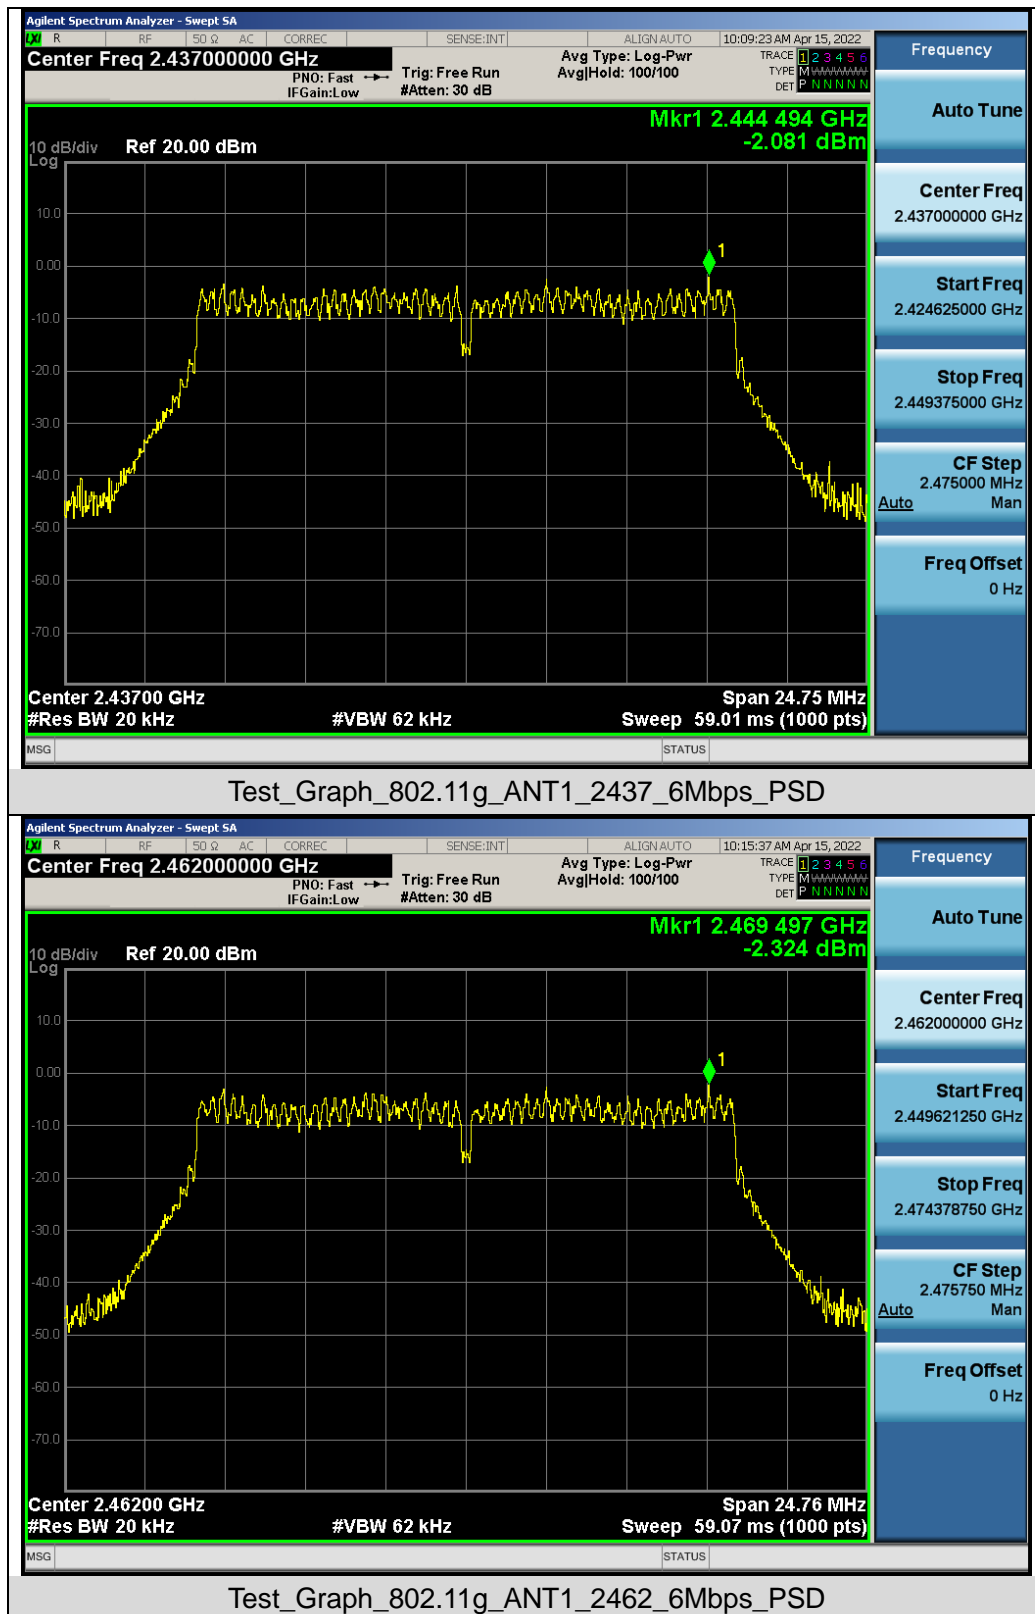 Agilent Spectrum Analyzer - Swept SA
LXI R RF 50 Ω AC CORREC SENSE:INT ALIGN AUTO 10:09:23 AM Apr 15, 2022
Center Freq 2.437000000 GHz
PNO: Fast
IFGain:Low
Trig: Free Run
#Atten: 30 dB
Avg Type: Log-Pwr
Avg|Hold: 100/100
TRACE 1 2 3 4 5 6
TYPE M WWWWW
DET P N N N N N
Mkr1 2.444 494 GHz
-2.081 dBm
10 dB/div Ref 20.00 dBm
Log
10.0
0.00
-10.0
-20.0
-30.0
-40.0
-50.0
-60.0
-70.0
1
Center 2.43700 GHz Span 24.75 MHz
#Res BW 20 kHz #VBW 62 kHz Sweep 59.01 ms (1000 pts)
MSG STATUS
Frequency
Auto Tune
Center Freq
2.437000000 GHz
Start Freq
2.424625000 GHz
Stop Freq
2.449375000 GHz
CF Step
2.475000 MHz
Auto Man
Freq Offset
0 Hz
Test_Graph_802.11g_ANT1_2437_6Mbps_PSD
Agilent Spectrum Analyzer - Swept SA
LXI R RF 50 Ω AC CORREC SENSE:INT ALIGN AUTO 10:15:37 AM Apr 15, 2022
Center Freq 2.462000000 GHz
PNO: Fast
IFGain:Low
Trig: Free Run
#Atten: 30 dB
Avg Type: Log-Pwr
Avg|Hold: 100/100
TRACE 1 2 3 4 5 6
TYPE M WWWWW
DET P N N N N N
Mkr1 2.469 497 GHz
-2.324 dBm
10 dB/div Ref 20.00 dBm
Log
10.0
0.00
-10.0
-20.0
-30.0
-40.0
-50.0
-60.0
-70.0
1
Center 2.46200 GHz Span 24.76 MHz
#Res BW 20 kHz #VBW 62 kHz Sweep 59.07 ms (1000 pts)
MSG STATUS
Frequency
Auto Tune
Center Freq
2.462000000 GHz
Start Freq
2.449621250 GHz
Stop Freq
2.474378750 GHz
CF Step
2.475750 MHz
Auto Man
Freq Offset
0 Hz
Test_Graph_802.11g_ANT1_2462_6Mbps_PSD